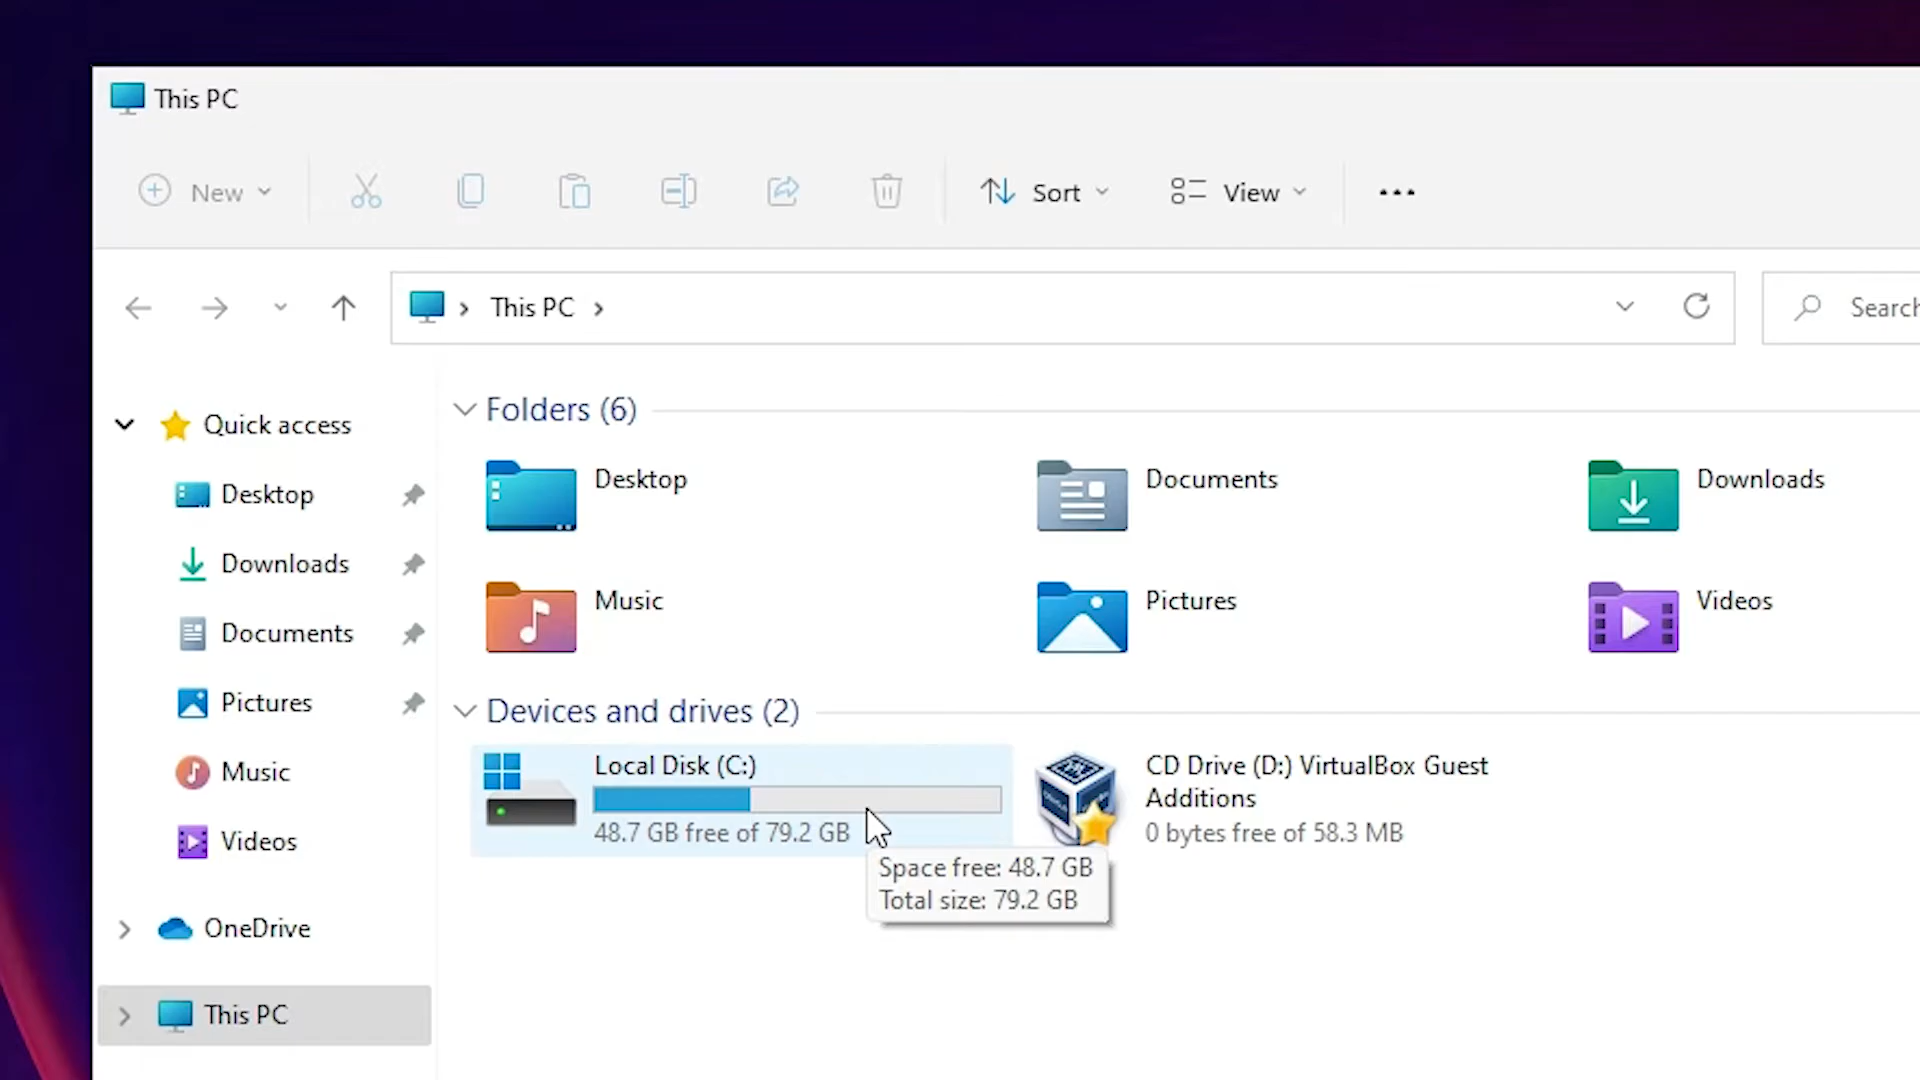 This PC
New
Sort
View
This PC
Search
Quick access
Desktop
Downloads
Documents
Pictures
Music
Videos
OneDrive
This PC
Folders (6)
Desktop
Documents
Downloads
Music
Pictures
Videos
Devices and drives (2)
Local Disk (C:)
48.7 GB free of 79.2 GB
CD Drive (D:) VirtualBox Guest
Additions
0 bytes free of 58.3 MB
Space free: 48.7 GB
Total size: 79.2 GB